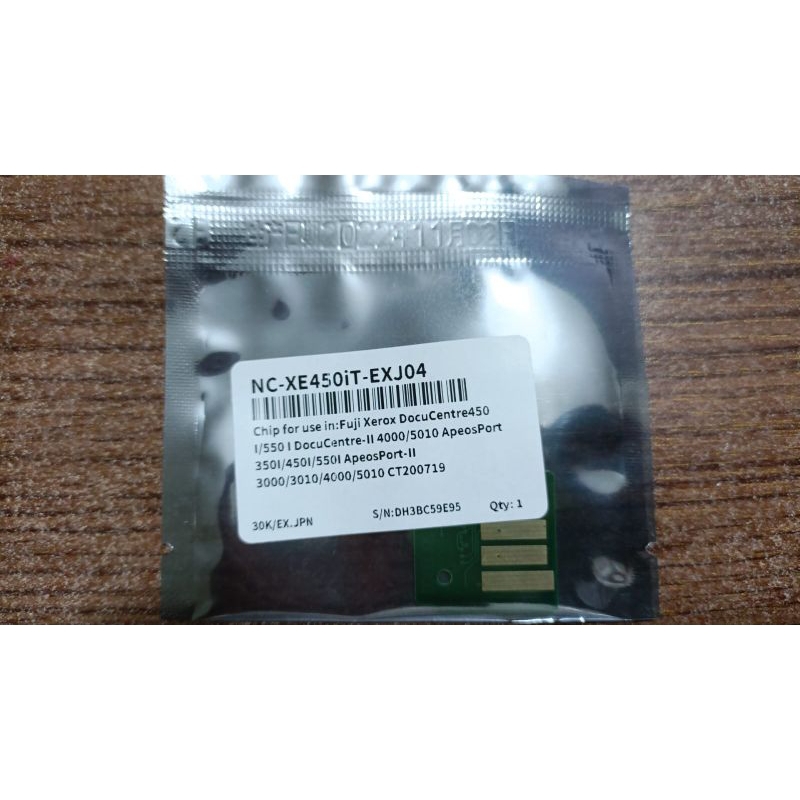 NC-XE450iT-EXJ04
Chip for use in:Fuji Xerox DocuCentre450
I/550 I DocuCentre-II 4000/5010 ApeosPort
350I/450I/550I ApeosPort-II
3000/3010/4000/5010 CT200719
30K/EX.JPN
S/N:DH3BC59E95
Qty: 1